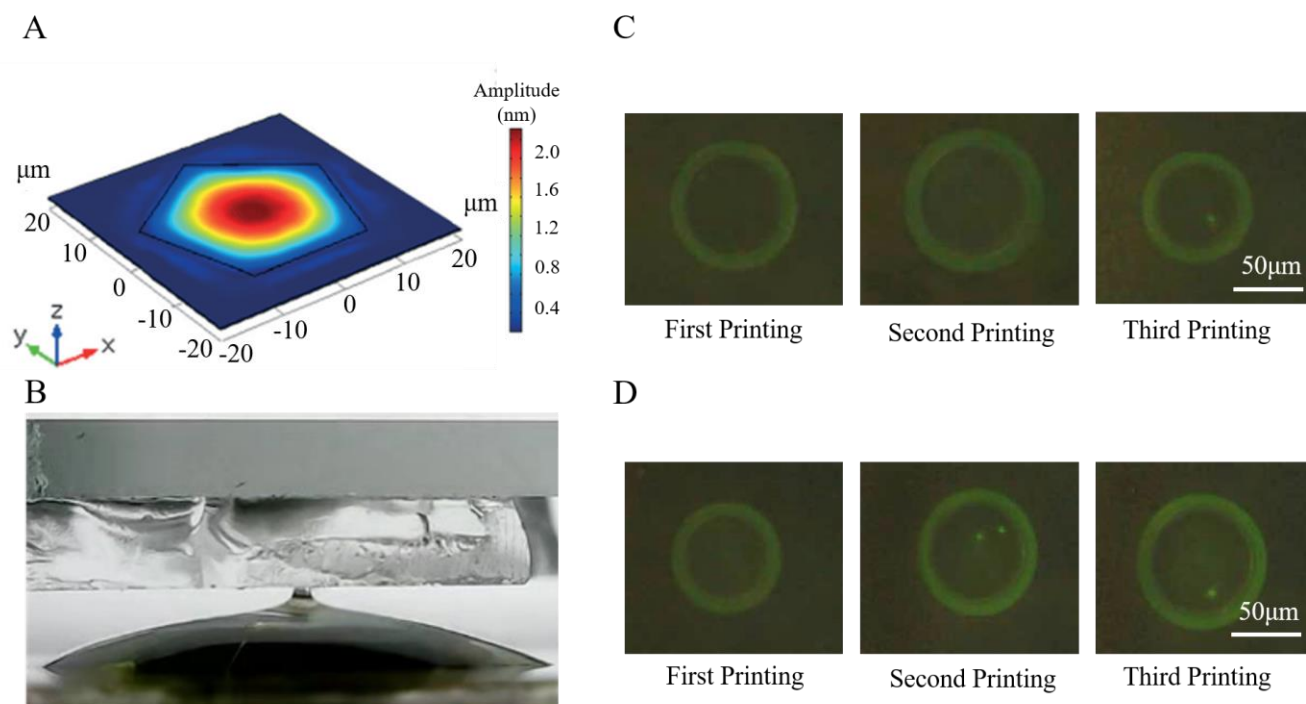 A
Amplitude
(nm)
2.0
1.6
1.2
0.8
0.4
μm
20
10
0
-10
-20
μm
20
10
0
-10
-20
z
y
x
B
C
50μm
First Printing
Second Printing
Third Printing
D
50μm
First Printing
Second Printing
Third Printing